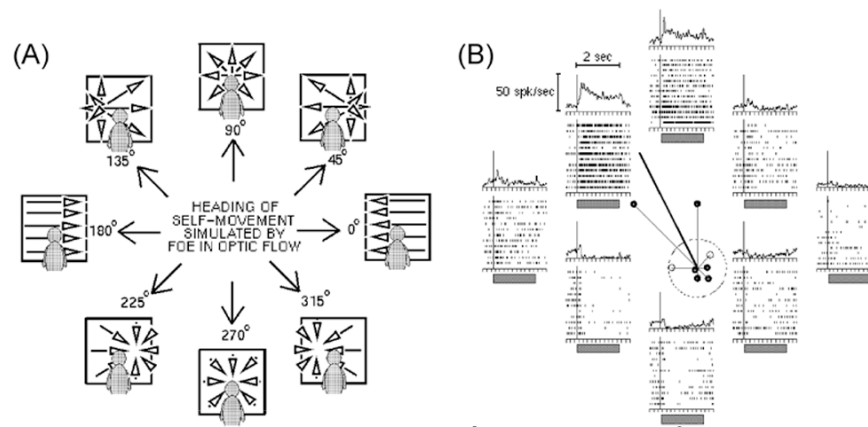 (A)
90°
135°
45°
HEADING OF
SELF-MOVEMENT
SIMULATED BY
FOE IN OPTIC FLOW
180°
0°
225°
315°
270°
(B)
2 sec
50 spk/sec